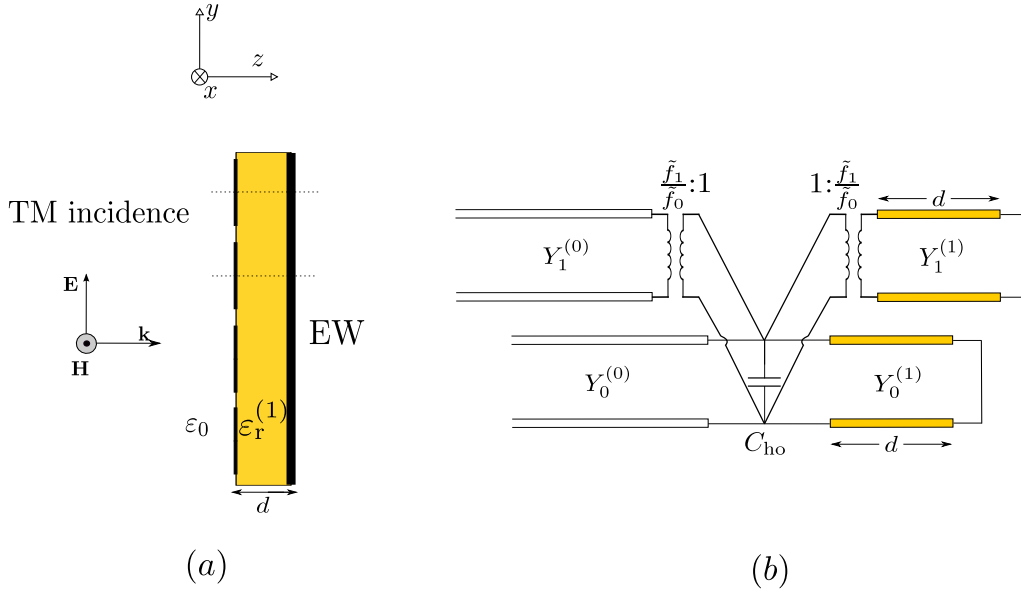 y
z
x
TM incidence
E
k
H
EW
ε₀
εᵣ⁽¹⁾
d
(a)
f̃₁/f̃₀:1
1:f̃₁/f̃₀
d
Y₁⁽⁰⁾
Y₁⁽¹⁾
Y₀⁽⁰⁾
Y₀⁽¹⁾
C_ho
d
(b)